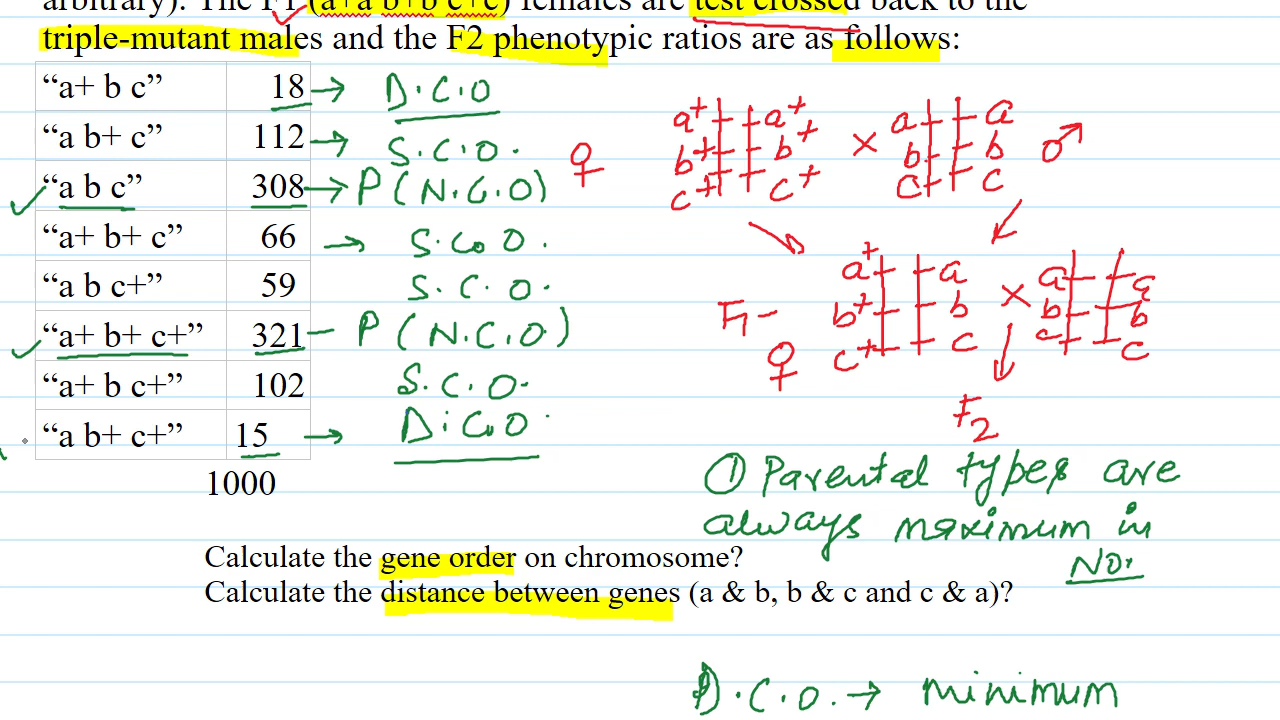 arbitrary). The F1 (a+a b+b c+c) females are test crossed back to the
triple-mutant males and the F2 phenotypic ratios are as follows:
"a+ b c" 18 → D.C.O
"a b+ c" 112 → S.C.O.
"a b c" 308 → P (N.C.O)
"a+ b+ c" 66 → S.C.O.
"a b c+" 59 S.C.O.
"a+ b+ c+" 321 – P (N.C.O)
"a+ b c+" 102 S.C.O.
"a b+ c+" 15 → D.C.O
1000
♀ a+ a+ × a a ♂
b+ b+ b b
c+ c+ c c
F1 – a+ a × a a
♀ b+ b b b
c+ c c c
F2
① Parental types are
always maximum in
NO.
Calculate the gene order on chromosome?
Calculate the distance between genes (a & b, b & c and c & a)?
D.C.O. → minimum